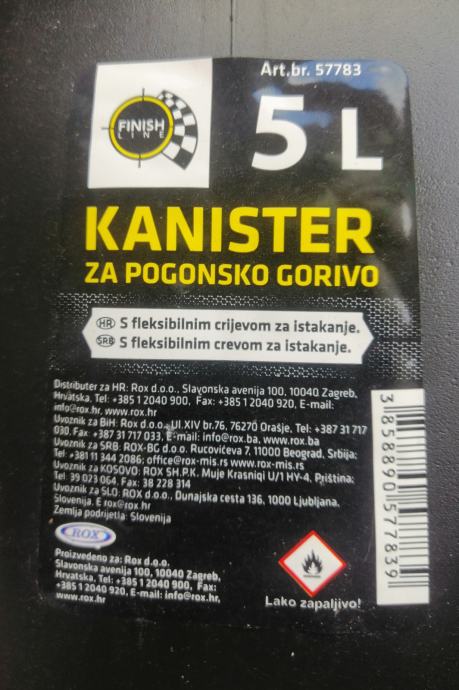 Art.br. 57783
FINISH
LINE
5 L
KANISTER
ZA POGONSKO GORIVO
HR S fleksibilnim crijevom za istakanje.
SRB S fleksibilnim crevom za istakanje.
Distributer za HR: Rox d.o.o., Slavonska avenija 100, 10040 Zagreb,
Hrvatska. Tel: +385 1 2040 900, Fax: +385 1 2040 920, E-mail:
info@rox.hr, www.rox.hr
Uvoznik za BiH: Rox d.o.o., Ul.XIV br.76, 76270 Orašje, Tel: +387 31 717
030, Fax: +387 31 717 033, E-mail: info@rox.ba, www.rox.ba
Uvoznik za SRB: ROX-BG d.o.o. Rucovićeva 7, 11000 Beograd, Srbija;
Tel: +381 11 344 2086; office@rox-mis.rs www.rox-mis.rs
Uvoznik za KOSOVO: ROX SH.P.K. Muje Krasniqi U/1 HY-4, Priština;
Tel: 39 023 064, Fax: 38 228 314
Uvoznik za SLO: ROX d.o.o., Dunajska cesta 136, 1000 Ljubljana,
Slovenija, E rox@rox.hr
Zemlja podrijetla: Slovenija
ROX
Proizvedeno za: Rox d.o.o.
Slavonska avenija 100, 10040 Zagreb,
Hrvatska. Tel: +385 1 2040 900, Fax:
+385 1 2040 920, E-mail: info@rox.hr,
www.rox.hr
Lako zapaljivo!
3858890577839